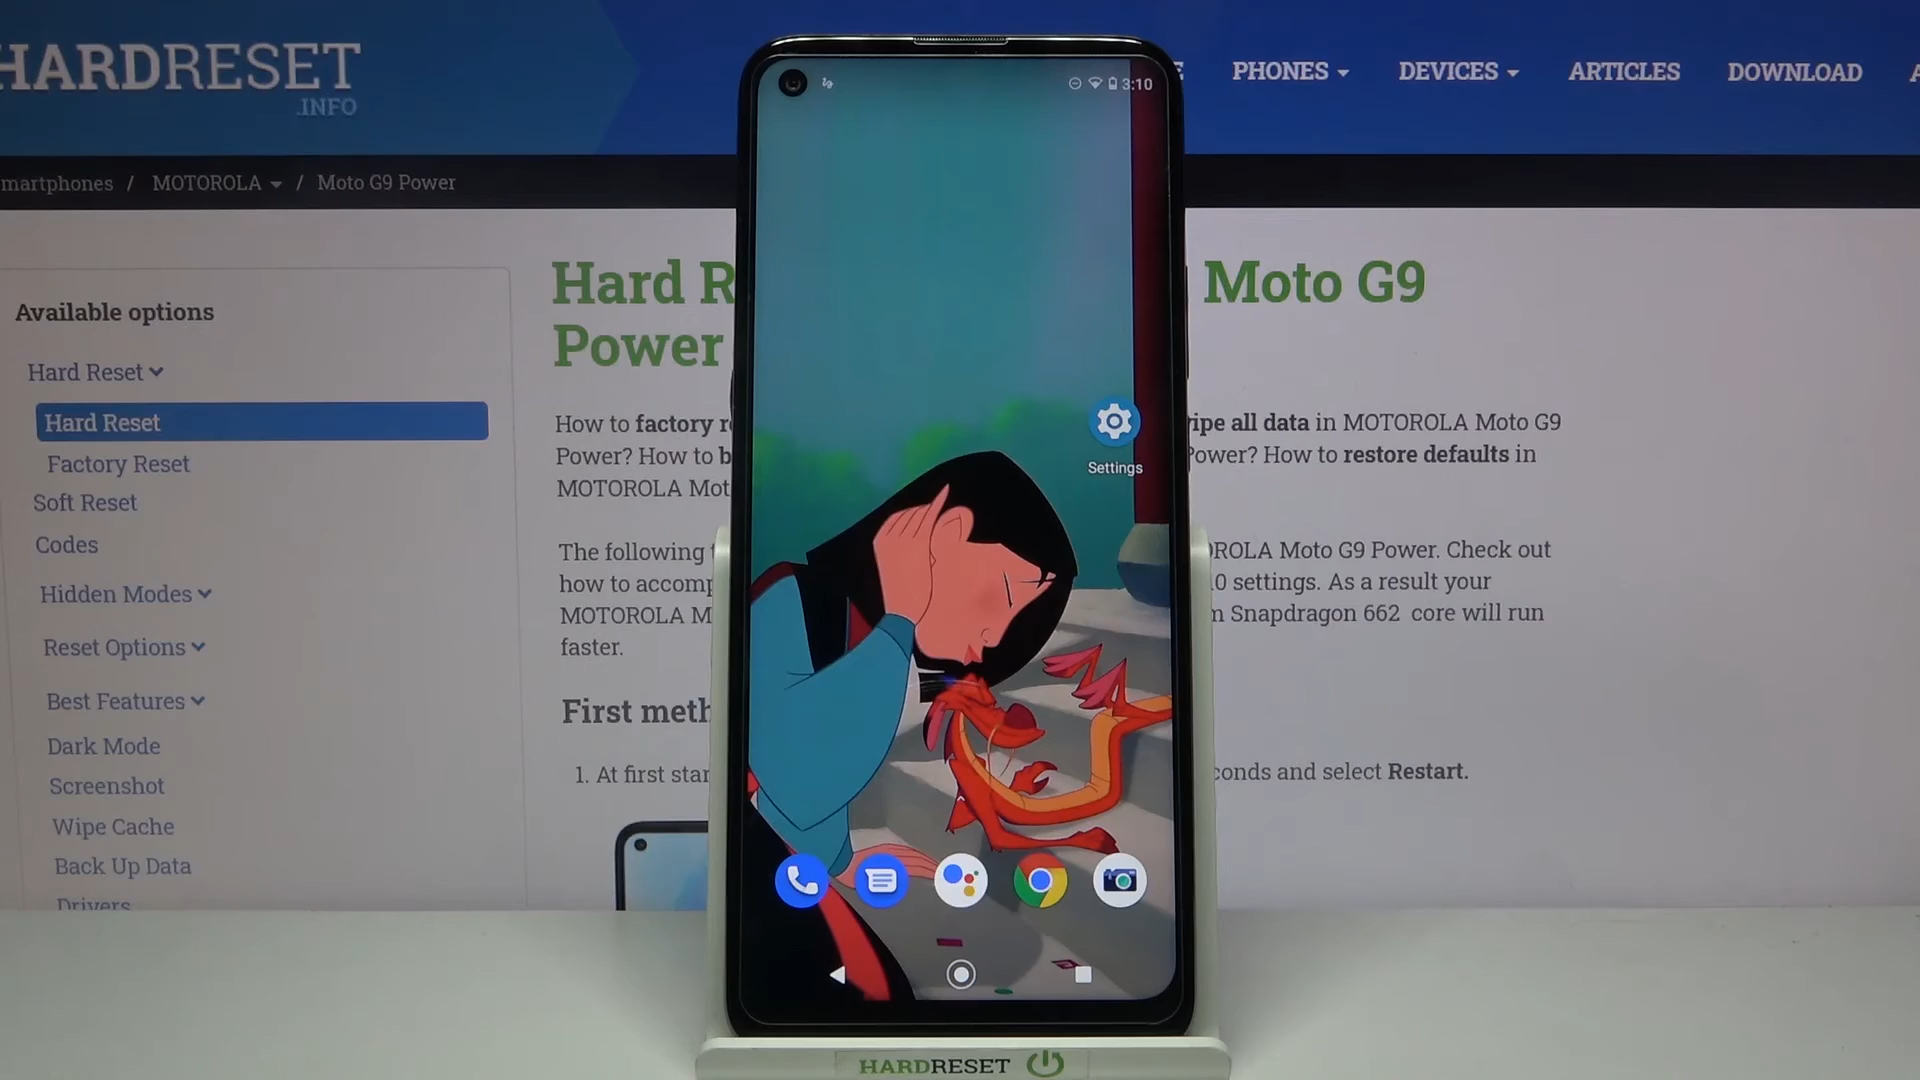 HARDRESET
.INFO
PHONES
DEVICES
ARTICLES
DOWNLOAD
martphones / MOTOROLA / Moto G9 Power
3:10
Available options
Hard Reset
Hard Reset
Factory Reset
Soft Reset
Codes
Hidden Modes
Reset Options
Best Features
Dark Mode
Screenshot
Wipe Cache
Back Up Data
Drivers
Hard R Moto G9
Power
How to factory r ipe all data in MOTOROLA Moto G9
Power? How to b Power? How to restore defaults in
MOTOROLA Mot
The following OROLA Moto G9 Power. Check out
how to accomp 10 settings. As a result your
MOTOROLA M Snapdragon 662 core will run
faster.
First meth
1. At first star conds and select Restart.
Settings
HARDRESET